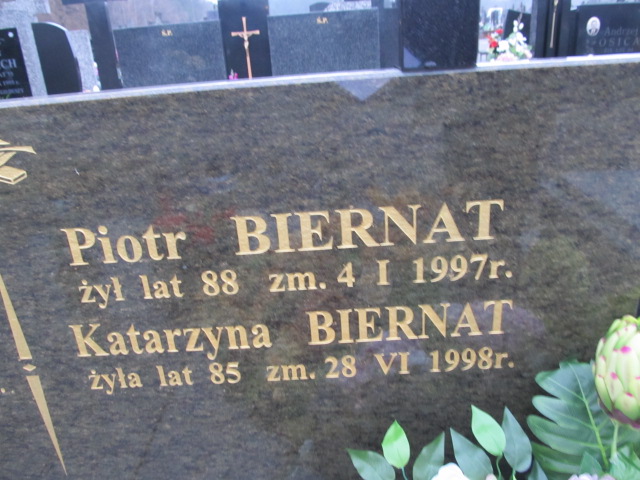 Piotr BIERNAT
żył lat 88 zm. 4 I 1997r.
Katarzyna BIERNAT
żyła lat 85 zm. 28 VI 1998r.